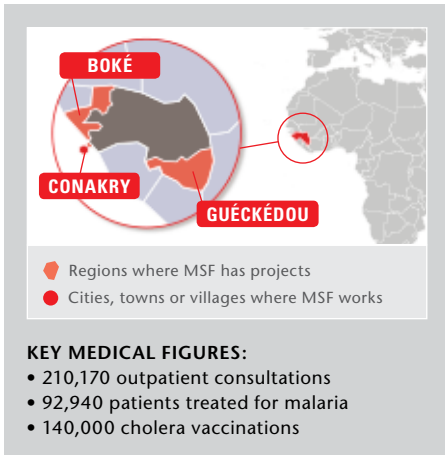 BOKÉ
CONAKRY
GUÉCKÉDOU
Regions where MSF has projects
Cities, towns or villages where MSF works
KEY MEDICAL FIGURES:
• 210,170 outpatient consultations
• 92,940 patients treated for malaria
• 140,000 cholera vaccinations